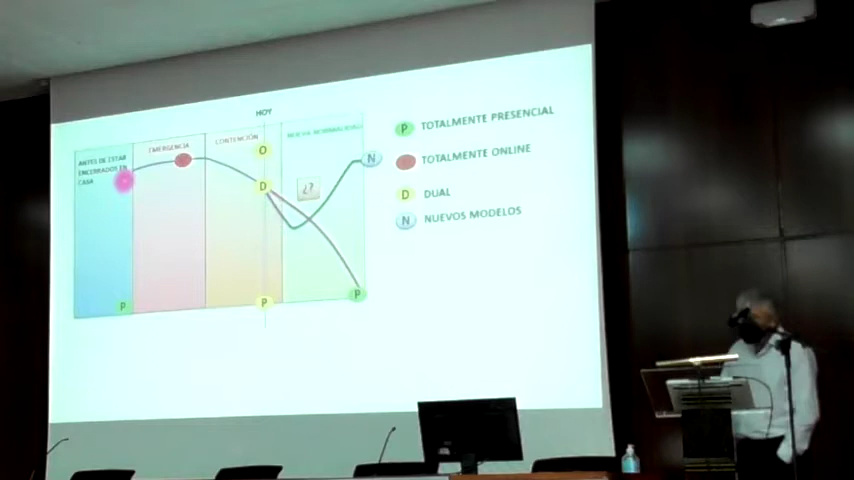 HOY
ANTES DE ESTAR
ENCERRADOS EN
CASA
EMERGENCIA
CONTENCIÓN
O
D
¿?
N
P
P
P
P TOTALMENTE PRESENCIAL
TOTALMENTE ONLINE
D DUAL
N NUEVOS MODELOS